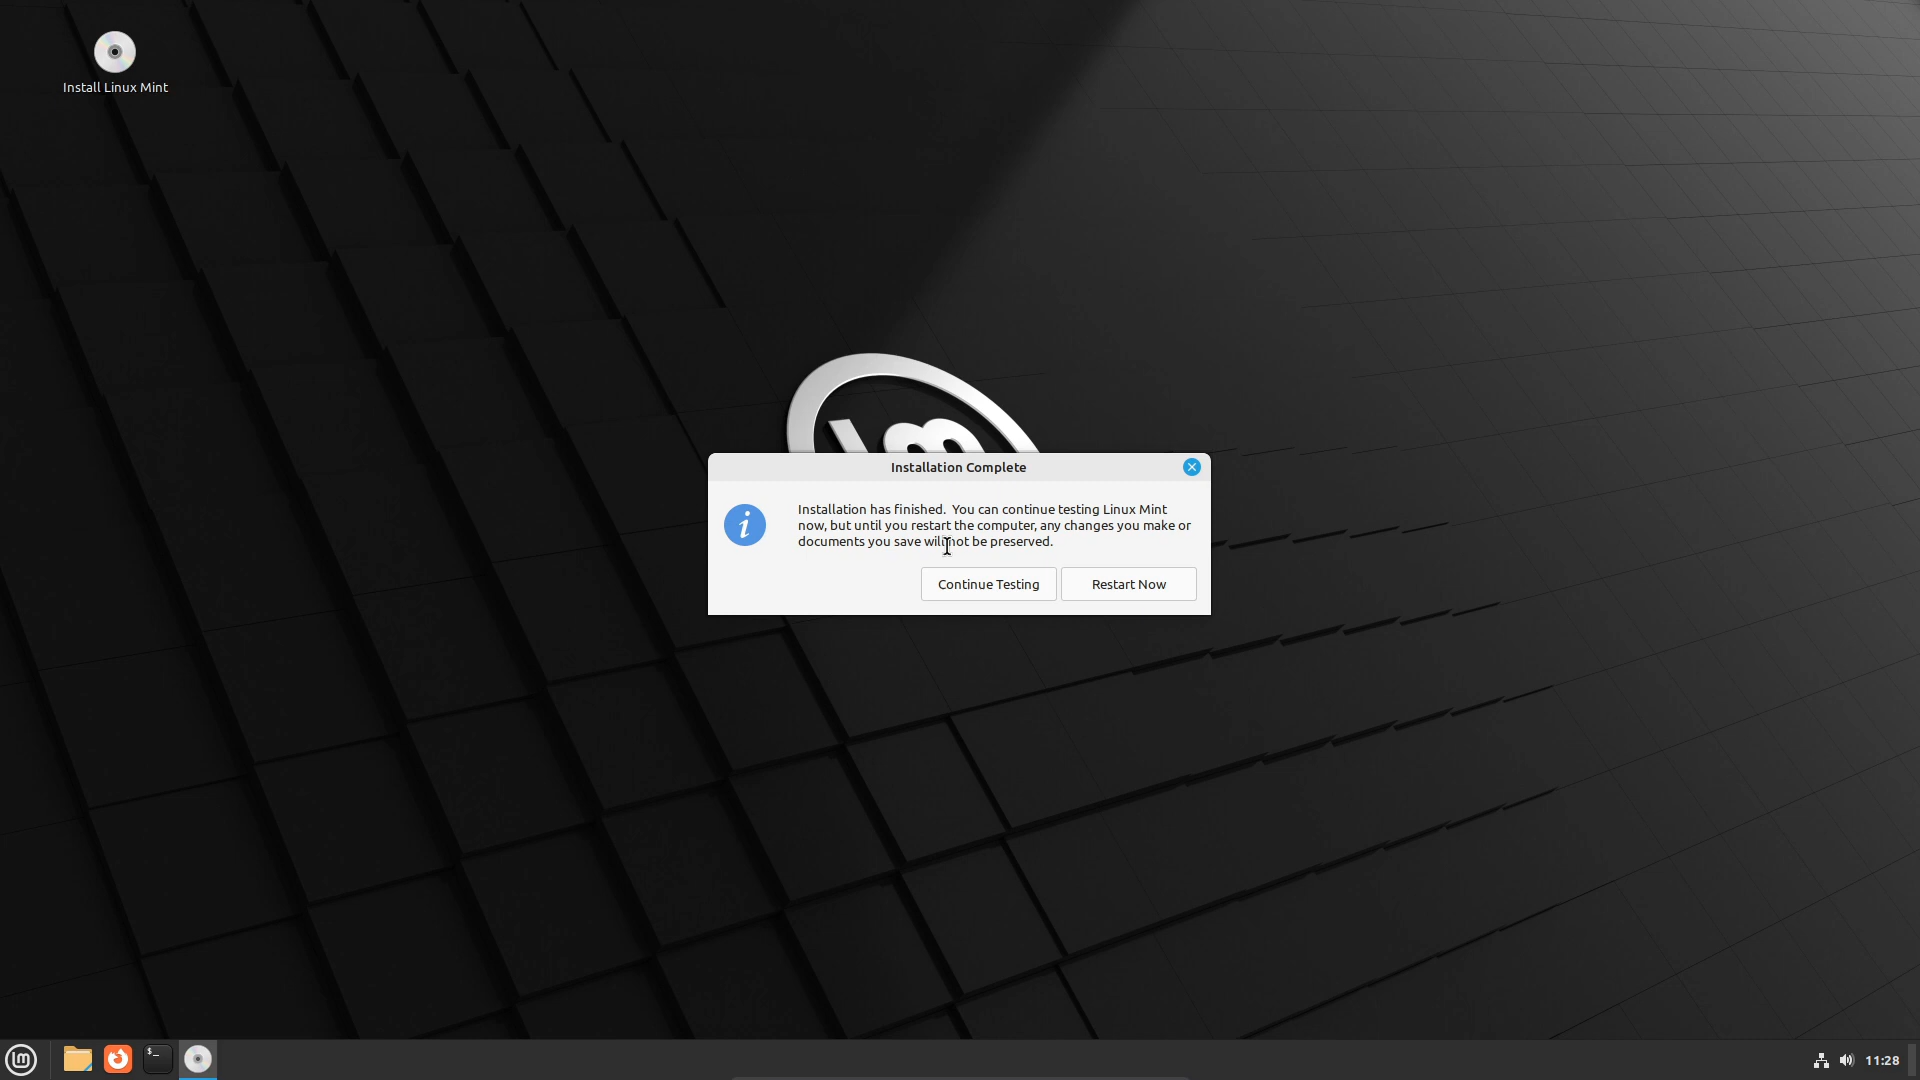 Install Linux Mint
Installation Complete
Installation has finished.  You can continue testing Linux Mint
now, but until you restart the computer, any changes you make or
documents you save will not be preserved.
Continue Testing
Restart Now
$_
11:28